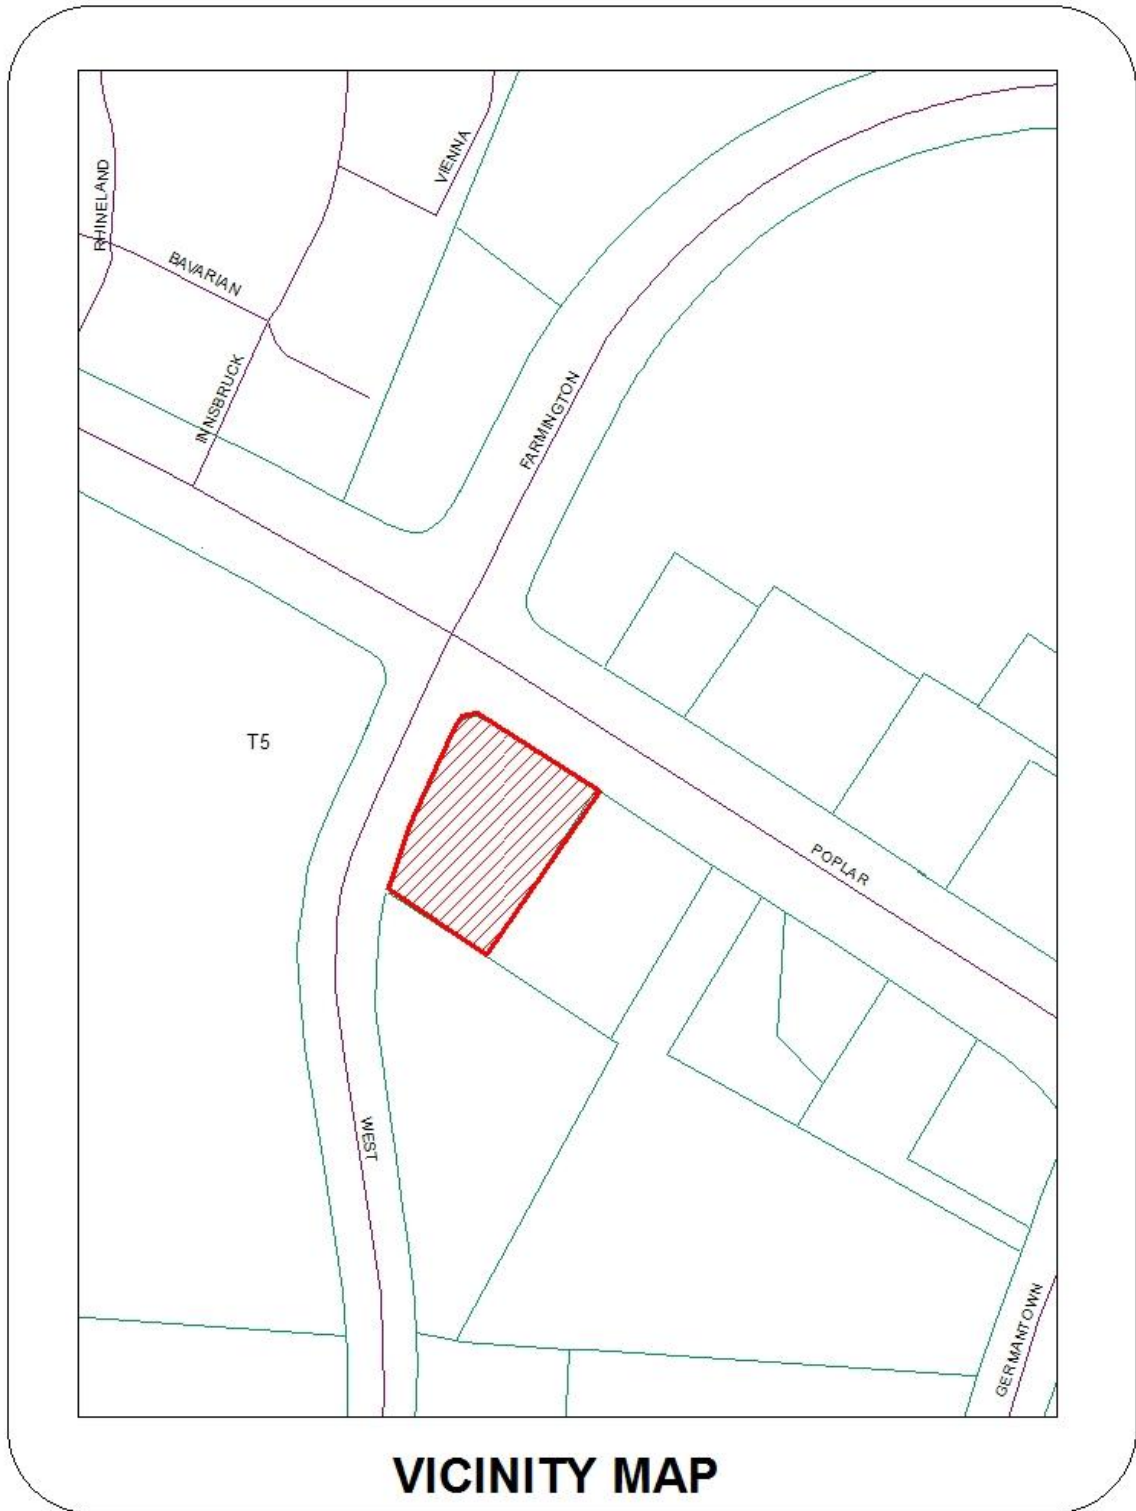 VIENNA
RHINELAND
BAVARIAN
INNSBRUCK
FARMINGTON
T5
POPLAR
WEST
GERMANTOWN
VICINITY MAP